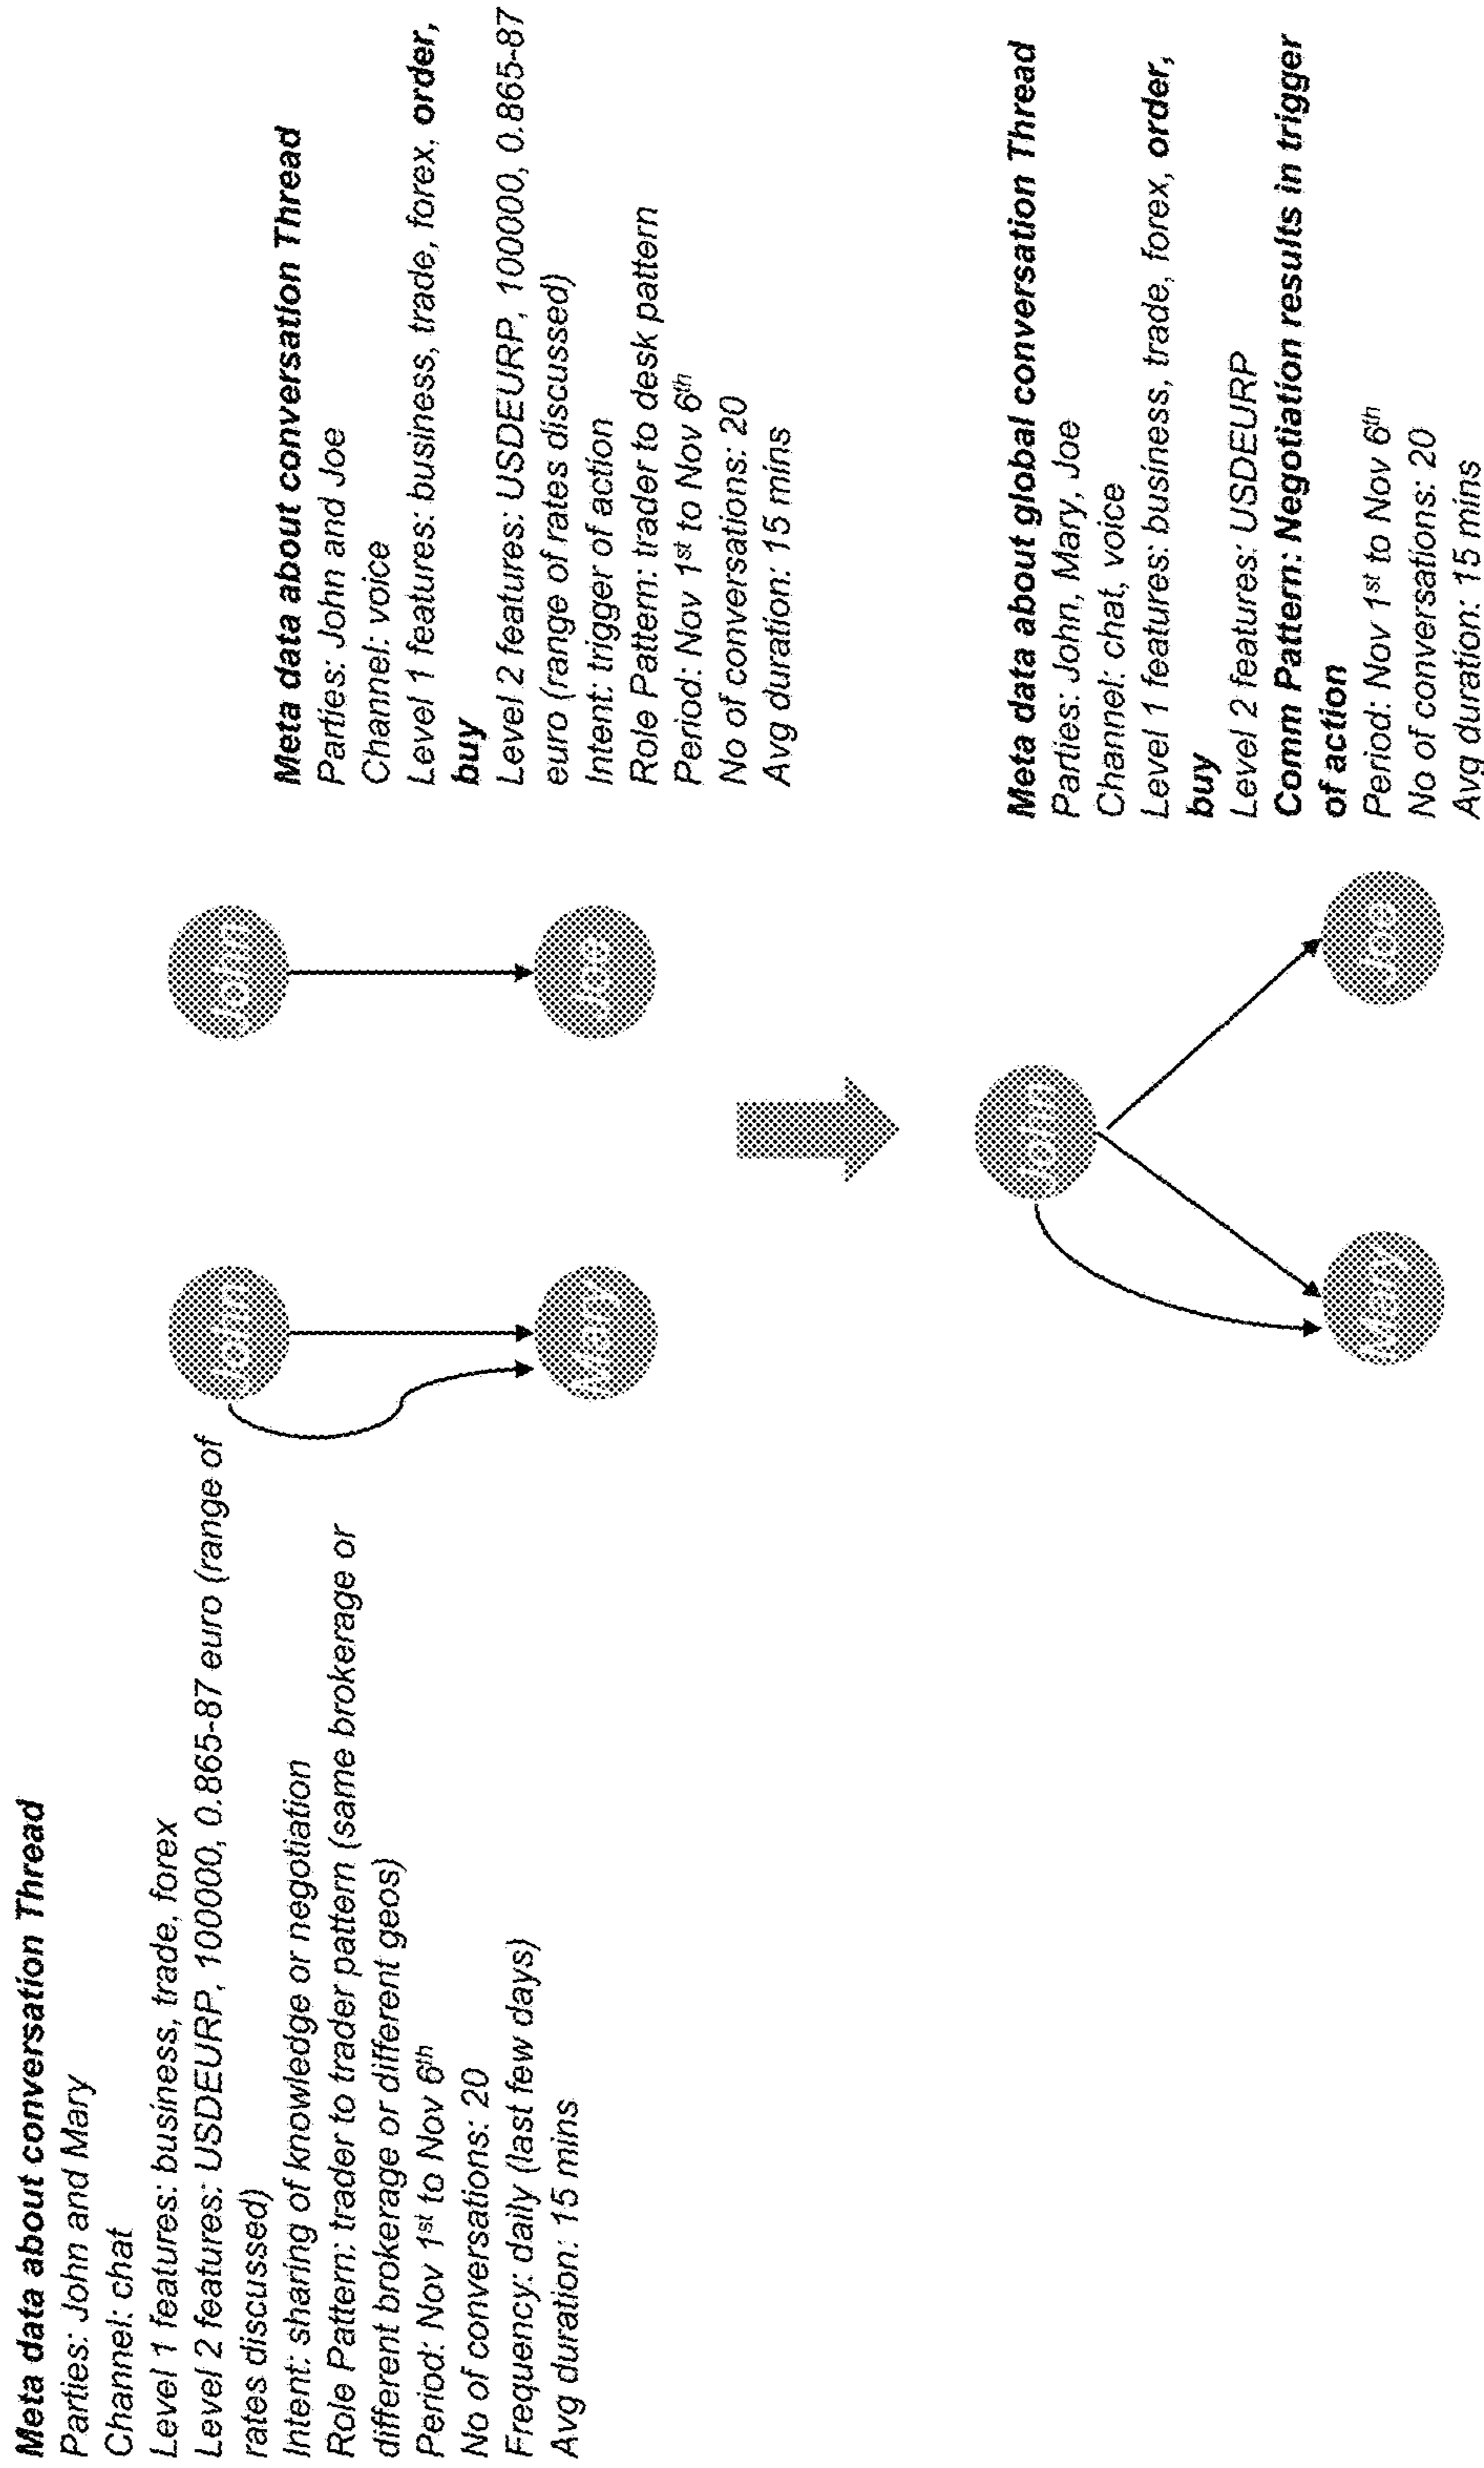 Meta data about conversation Thread
Parties: John and Mary
Channel: chat
Level 1 features: business, trade, forex
Level 2 features: USDEURP, 100000, 0.865-87 euro (range of
rates discussed)
Intent: sharing of knowledge or negotiation
Role Pattern: trader to trader pattern (same brokerage or
different brokerage or different geos)
Period: Nov 1st to Nov 6th
No of conversations: 20
Frequency: daily (last few days)
Avg duration: 15 mins
John
Mary
John
Joe
Meta data about conversation Thread
Parties: John and Joe
Channel: voice
Level 1 features: business, trade, forex, order,
buy
Level 2 features: USDEURP, 100000, 0.865-87
euro (range of rates discussed)
Intent: trigger of action
Role Pattern: trader to desk pattern
Period: Nov 1st to Nov 6th
No of conversations: 20
Avg duration: 15 mins
John
Mary
Joe
Meta data about global conversation Thread
Parties: John, Mary, Joe
Channel: chat, voice
Level 1 features: business, trade, forex, order,
buy
Level 2 features: USDEURP
Comm Pattern: Negotiation results in trigger
of action
Period: Nov 1st to Nov 6th
No of conversations: 20
Avg duration: 15 mins